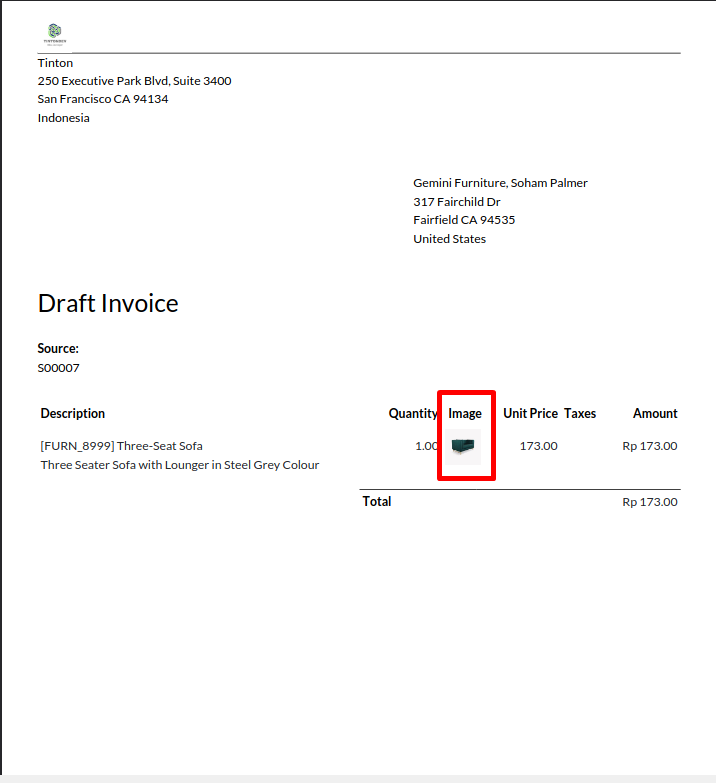 Tinton
250 Executive Park Blvd, Suite 3400
San Francisco CA 94134
Indonesia
Gemini Furniture, Soham Palmer
317 Fairchild Dr
Fairfield CA 94535
United States
Draft Invoice
Source:
S00007
Description Quantity Image Unit Price Taxes Amount
[FURN_8999] Three-Seat Sofa 1.00 173.00 Rp 173.00
Three Seater Sofa with Lounger in Steel Grey Colour
Total Rp 173.00